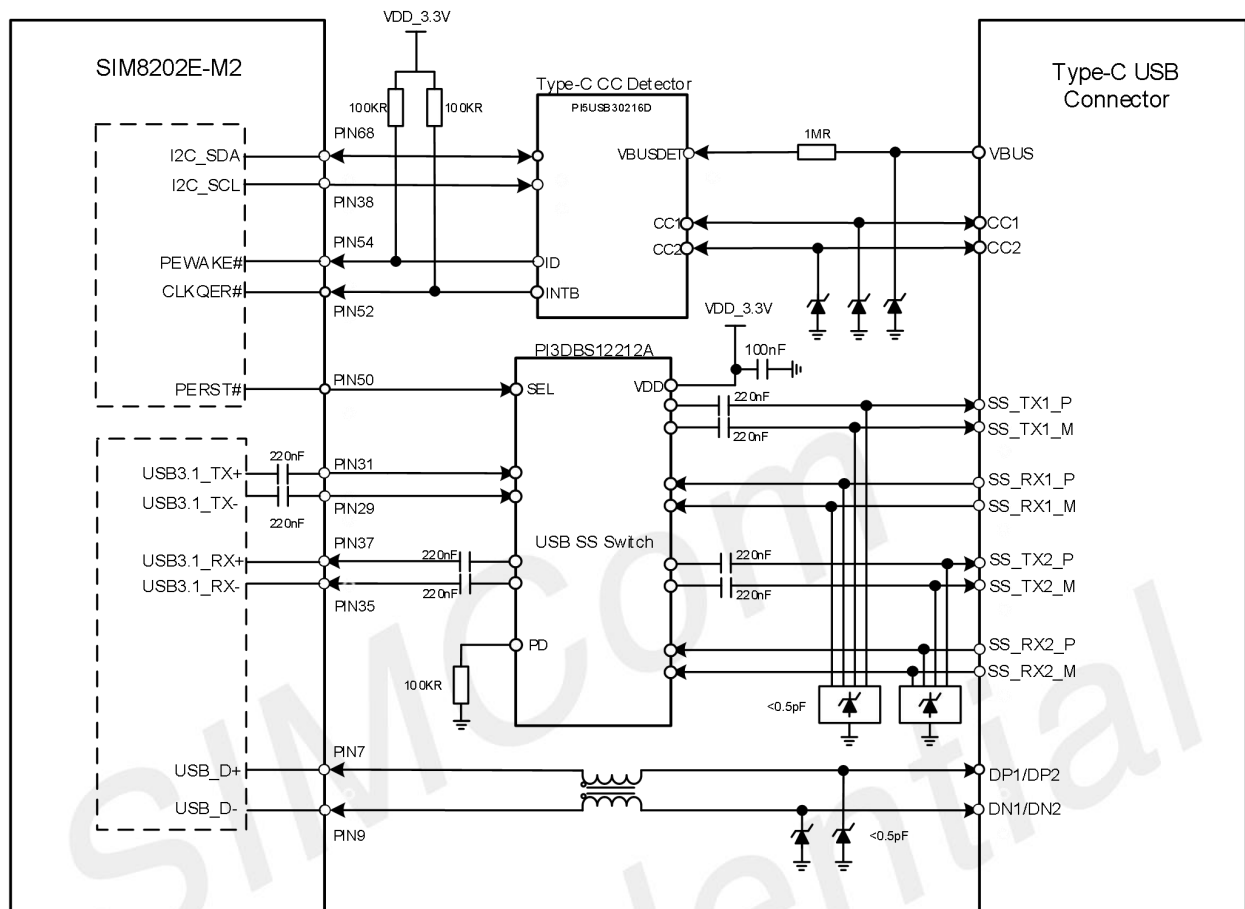 VDD_3.3V
SIM8202E-M2
Type-C USB
Connector
Type-C CC Detector
PI5USB30216D
100KR
100KR
1MR
PIN68
I2C_SDA
VBUSDET
VBUS
I2C_SCL
PIN38
CC1
CC1
PIN54
CC2
CC2
PEWAKE#
ID
CLKQER#
INTB
PIN52
VDD_3.3V
PI3DBS12212A
100nF
PERST#
PIN50
SEL
VDD
220nF
SS_TX1_P
220nF
SS_TX1_M
220nF
PIN31
USB3.1_TX+
SS_RX1_P
USB3.1_TX-
PIN29
SS_RX1_M
220nF
PIN37
USB SS Switch
USB3.1_RX+
220nF
220nF
SS_TX2_P
USB3.1_RX-
220nF
220nF
SS_TX2_M
PIN35
PD
SS_RX2_P
SS_RX2_M
100KR
<0.5pF
PIN7
USB_D+
DP1/DP2
USB_D-
DN1/DN2
PIN9
<0.5pF
SIMCom
dential